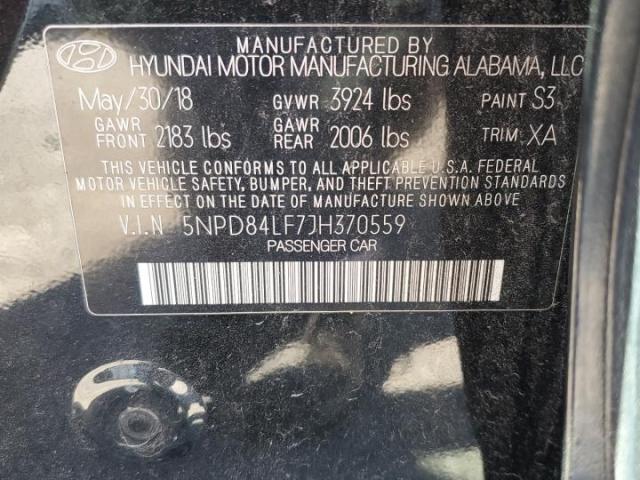 MANUFACTURED BY
HYUNDAI MOTOR MANUFACTURING ALABAMA, LLC
May/30/18 GVWR 3924 lbs PAINT S3
GAWR FRONT 2183 lbs GAWR REAR 2006 lbs TRIM XA
THIS VEHICLE CONFORMS TO ALL APPLICABLE U.S.A. FEDERAL
MOTOR VEHICLE SAFETY, BUMPER, AND THEFT PREVENTION STANDARDS
IN EFFECT ON THE DATE OF MANUFACTURE SHOWN ABOVE.
V.I.N 5NPD84LF7JH370559
PASSENGER CAR